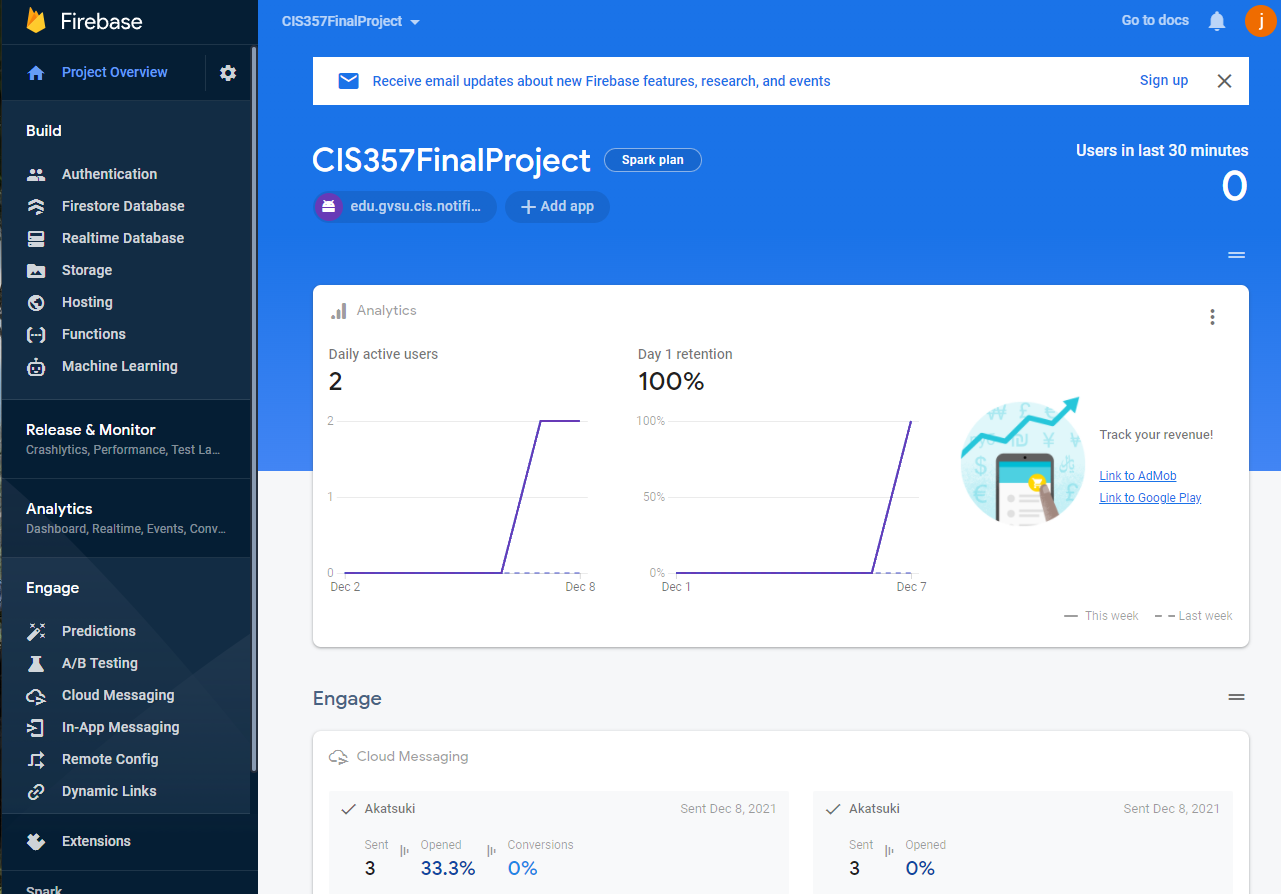 Firebase
Project Overview
Build
Authentication
Firestore Database
Realtime Database
Storage
Hosting
Functions
Machine Learning
Release & Monitor
Crashlytics, Performance, Test La...
Analytics
Dashboard, Realtime, Events, Conv...
Engage
Predictions
A/B Testing
Cloud Messaging
In-App Messaging
Remote Config
Dynamic Links
Extensions
Spark
CIS357FinalProject
Go to docs
j
Receive email updates about new Firebase features, research, and events
Sign up
CIS357FinalProject
Spark plan
Users in last 30 minutes
0
edu.gvsu.cis.notifi...
Add app
Analytics
Daily active users
2
2
1
0
Dec 2
Dec 8
Day 1 retention
100%
100%
50%
0%
Dec 1
Dec 7
Track your revenue!
Link to AdMob
Link to Google Play
This week
Last week
Engage
Cloud Messaging
Akatsuki
Sent Dec 8, 2021
Sent
Opened
Conversions
3
33.3%
0%
Akatsuki
Sent Dec 8, 2021
Sent
Opened
3
0%